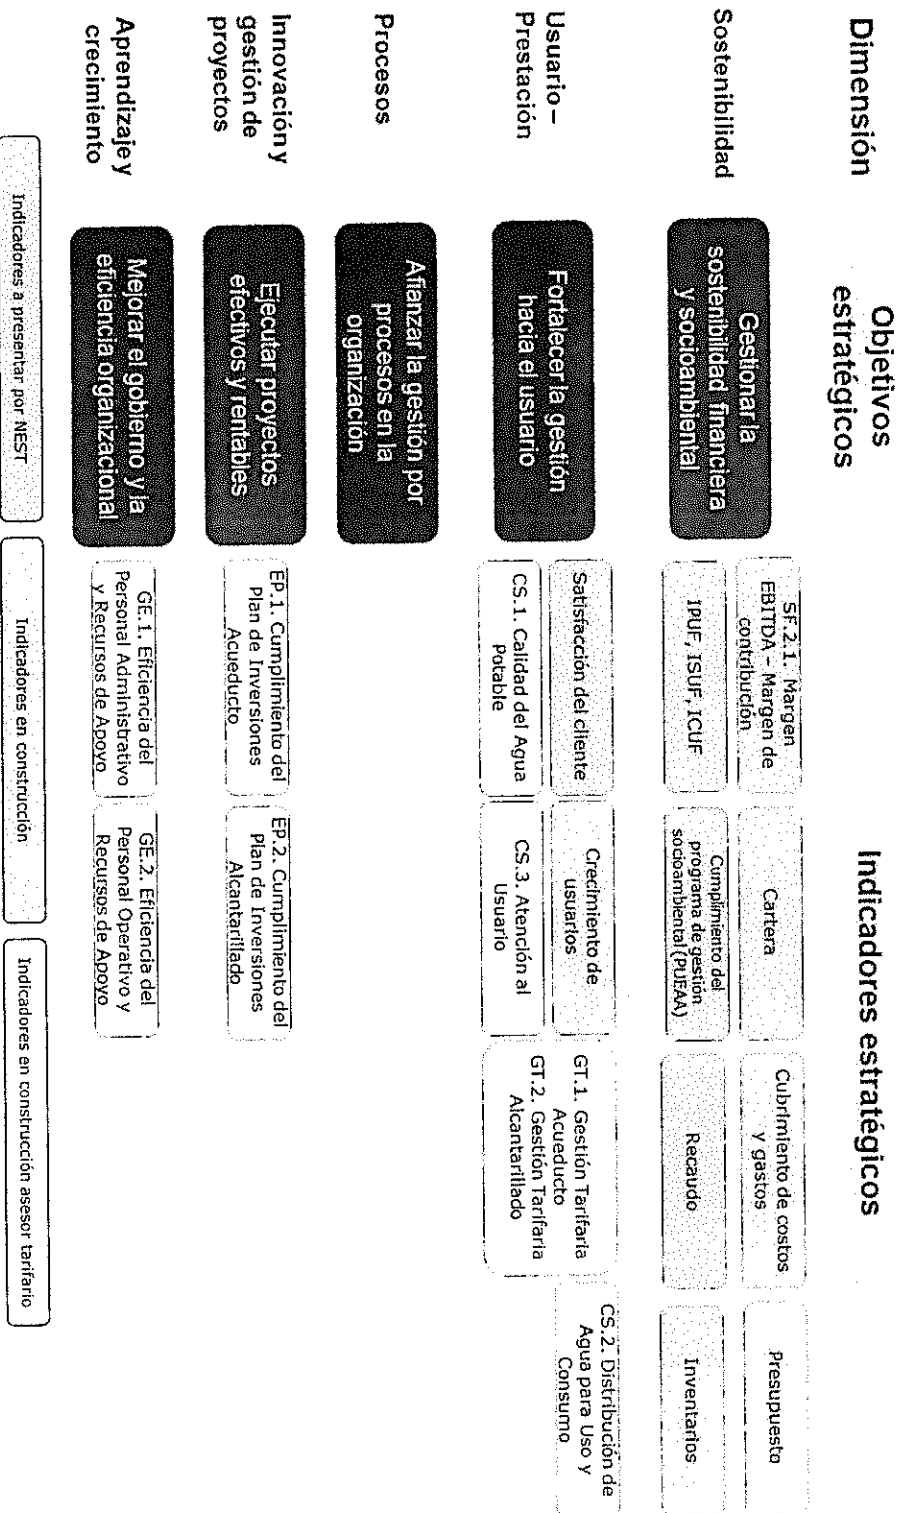 Dimensión
Objetivos
estratégicos
Indicadores estratégicos
Sostenibilidad
Gestionar la
sostenibilidad financiera
y socioambiental
SF.2.1. Margen
EBITDA – Margen de
contribución
Cartera
Cubrimiento de costos
y gastos
Presupuesto
IPUF, ISUF, ICUF
Cumplimiento del
programa de gestión
socioambiental (PUEAA)
Recaudo
Inventarios
Usuario –
Prestación
Fortalecer la gestión
hacia el usuario
Satisfacción del cliente
Crecimiento de
usuarios
GT.1. Gestión Tarifaria
Acueducto
GT.2. Gestión Tarifaria
Alcantarillado
CS.2. Distribución de
Agua para Uso y
Consumo
CS.1. Calidad del Agua
Potable
CS.3. Atención al
Usuario
Procesos
Afianzar la gestión por
procesos en la
organización
Innovación y
gestión de
proyectos
Ejecutar proyectos
efectivos y rentables
EP.1. Cumplimiento del
Plan de Inversiones
Acueducto
EP.2. Cumplimiento del
Plan de Inversiones
Alcantarillado
Aprendizaje y
crecimiento
Mejorar el gobierno y la
eficiencia organizacional
GE.1. Eficiencia del
Personal Administrativo
y Recursos de Apoyo
GE.2. Eficiencia del
Personal Operativo y
Recursos de Apoyo
Indicadores a presentar por NEST
Indicadores en construcción
Indicadores en construcción asesor tarifario